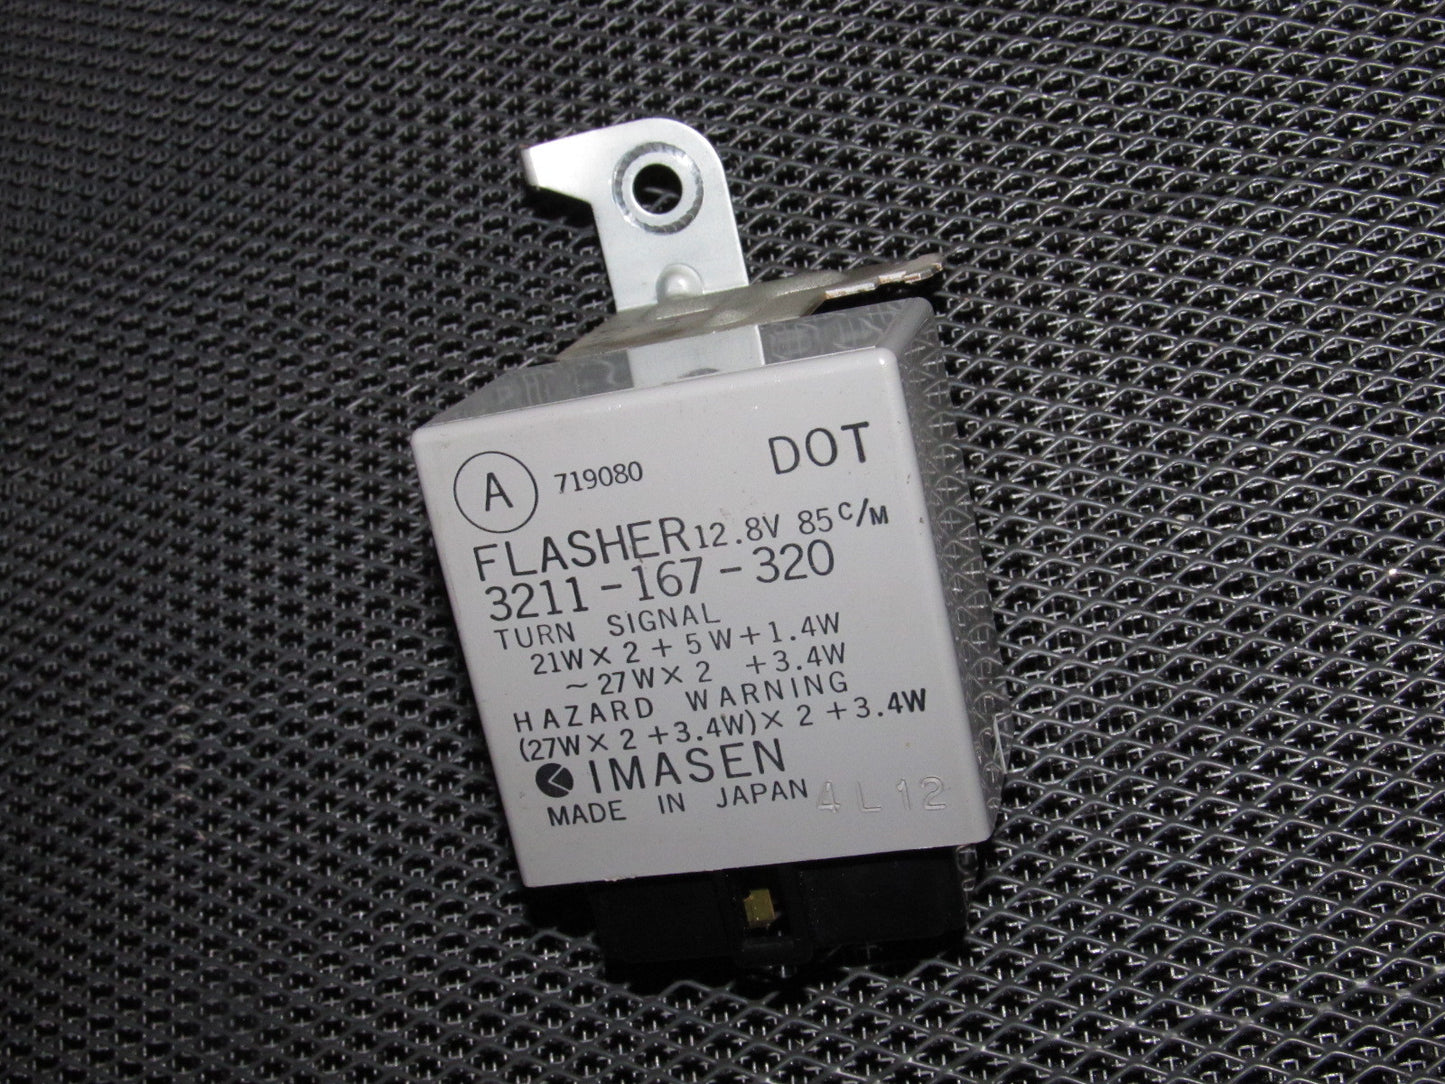 A 719080 DOT
FLASHER 12.8V 85 C/M
3211-167-320
TURN SIGNAL
21W×2+5W+1.4W
~27W×2 +3.4W
HAZARD WARNING
(27W×2+3.4W)×2+3.4W
IMASEN
MADE IN JAPAN 4L12